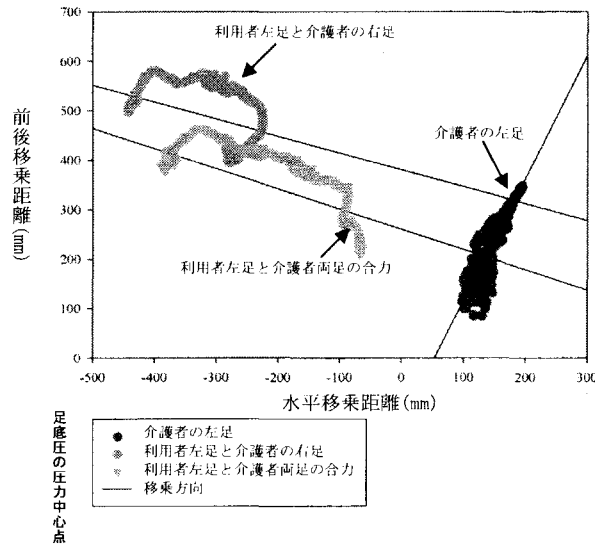 700
600
500
400
300
200
100
0
前後移乗距離(mm)
利用者左足と介護者の右足
介護者の左足
利用者左足と介護者両足の合力
-500 -400 -300 -200 -100 0 100 200 300
水平移乗距離(mm)
足底圧の圧力中心点
介護者の左足
利用者左足と介護者の右足
利用者左足と介護者両足の合力
移乗方向